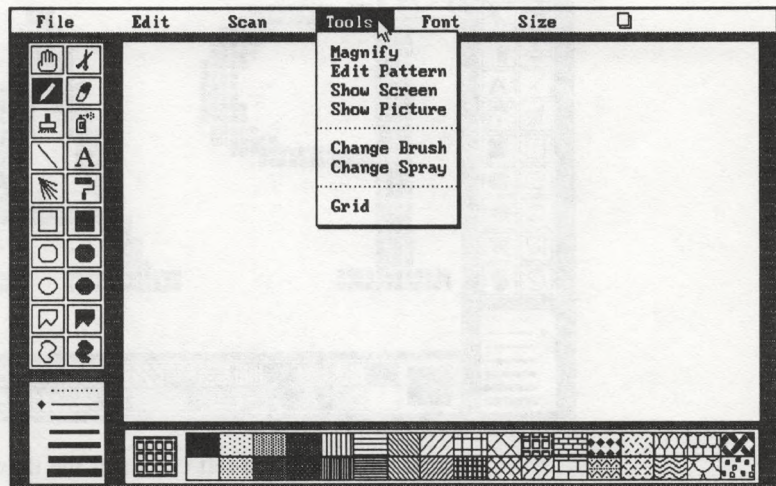 File Edit Scan Tools Font Size
Magnify
Edit Pattern
Show Screen
Show Picture
Change Brush
Change Spray
Grid
A